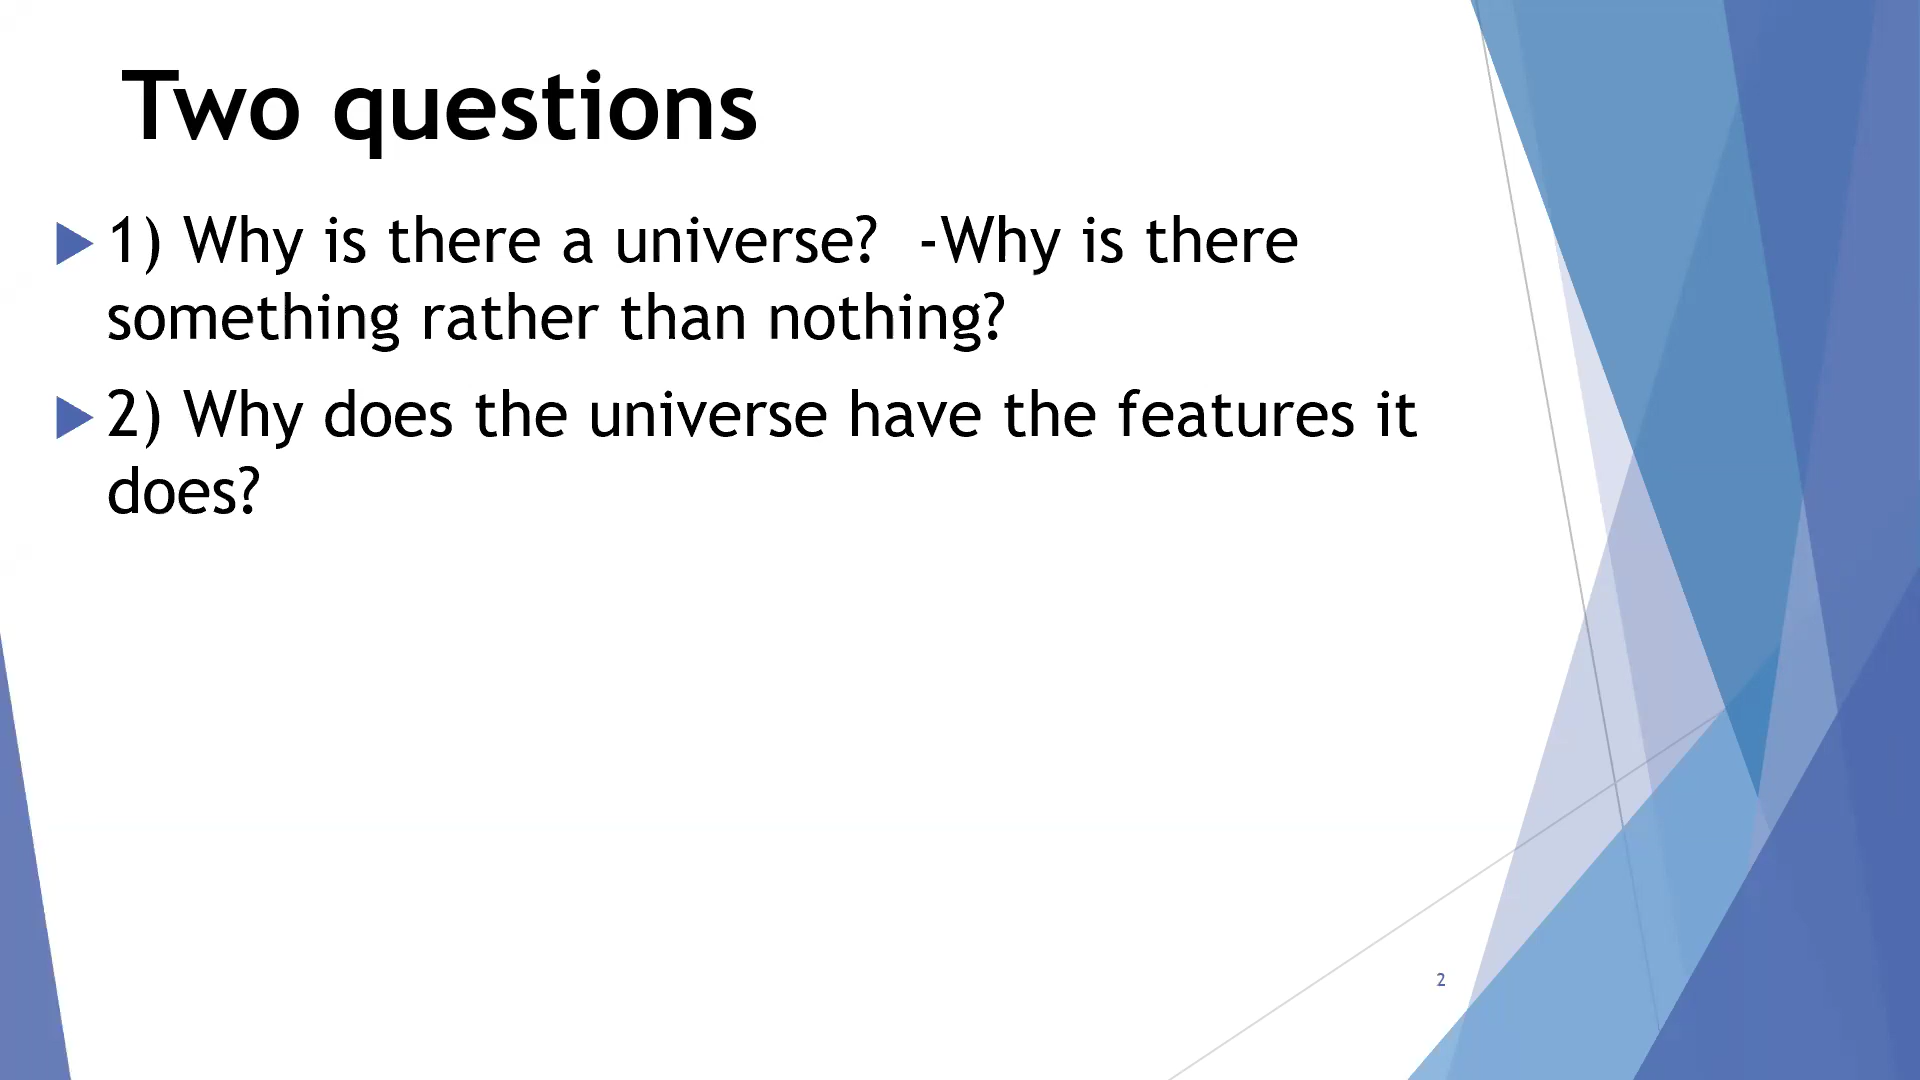 Two questions
1) Why is there a universe?  -Why is there
something rather than nothing?
2) Why does the universe have the features it
does?
2